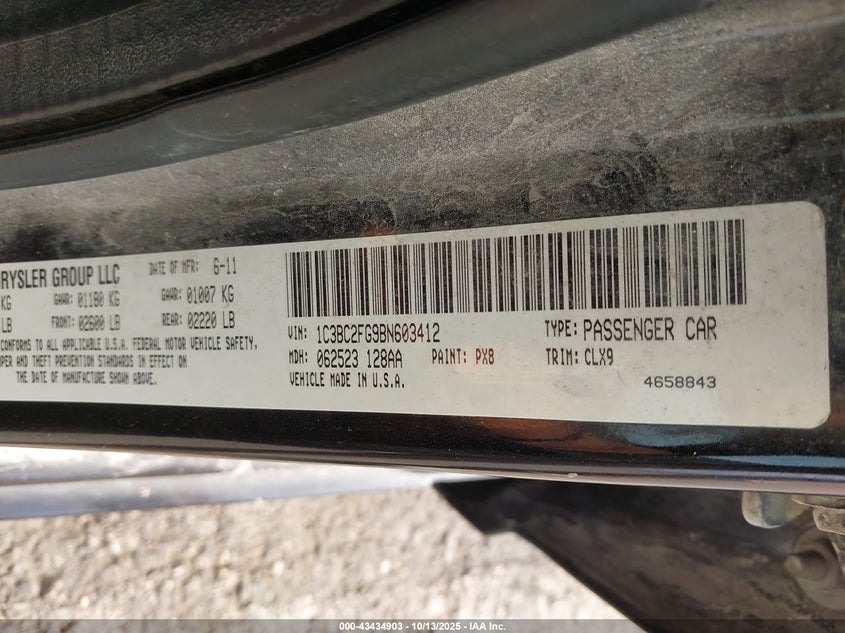 RYSLER GROUP LLC DATE OF MFR: 6-11
KG GAWR: 01180 KG GAWR: 01007 KG
LB FRONT: 02600 LB REAR: 02220 LB
CONFORMS TO ALL APPLICABLE U.S.A. FEDERAL MOTOR VEHICLE SAFETY,
PER AND THEFT PREVENTION STANDARDS IN EFFECT ON
THE DATE OF MANUFACTURE SHOWN ABOVE.
VIN: 1C3BC2FG9BN603412 TYPE: PASSENGER CAR
MDH: 062523 128AA PAINT: PX8 TRIM: CLX9
VEHICLE MADE IN U.S.A. 4658843
000-43434903 - 10/13/2025 - IAA Inc.